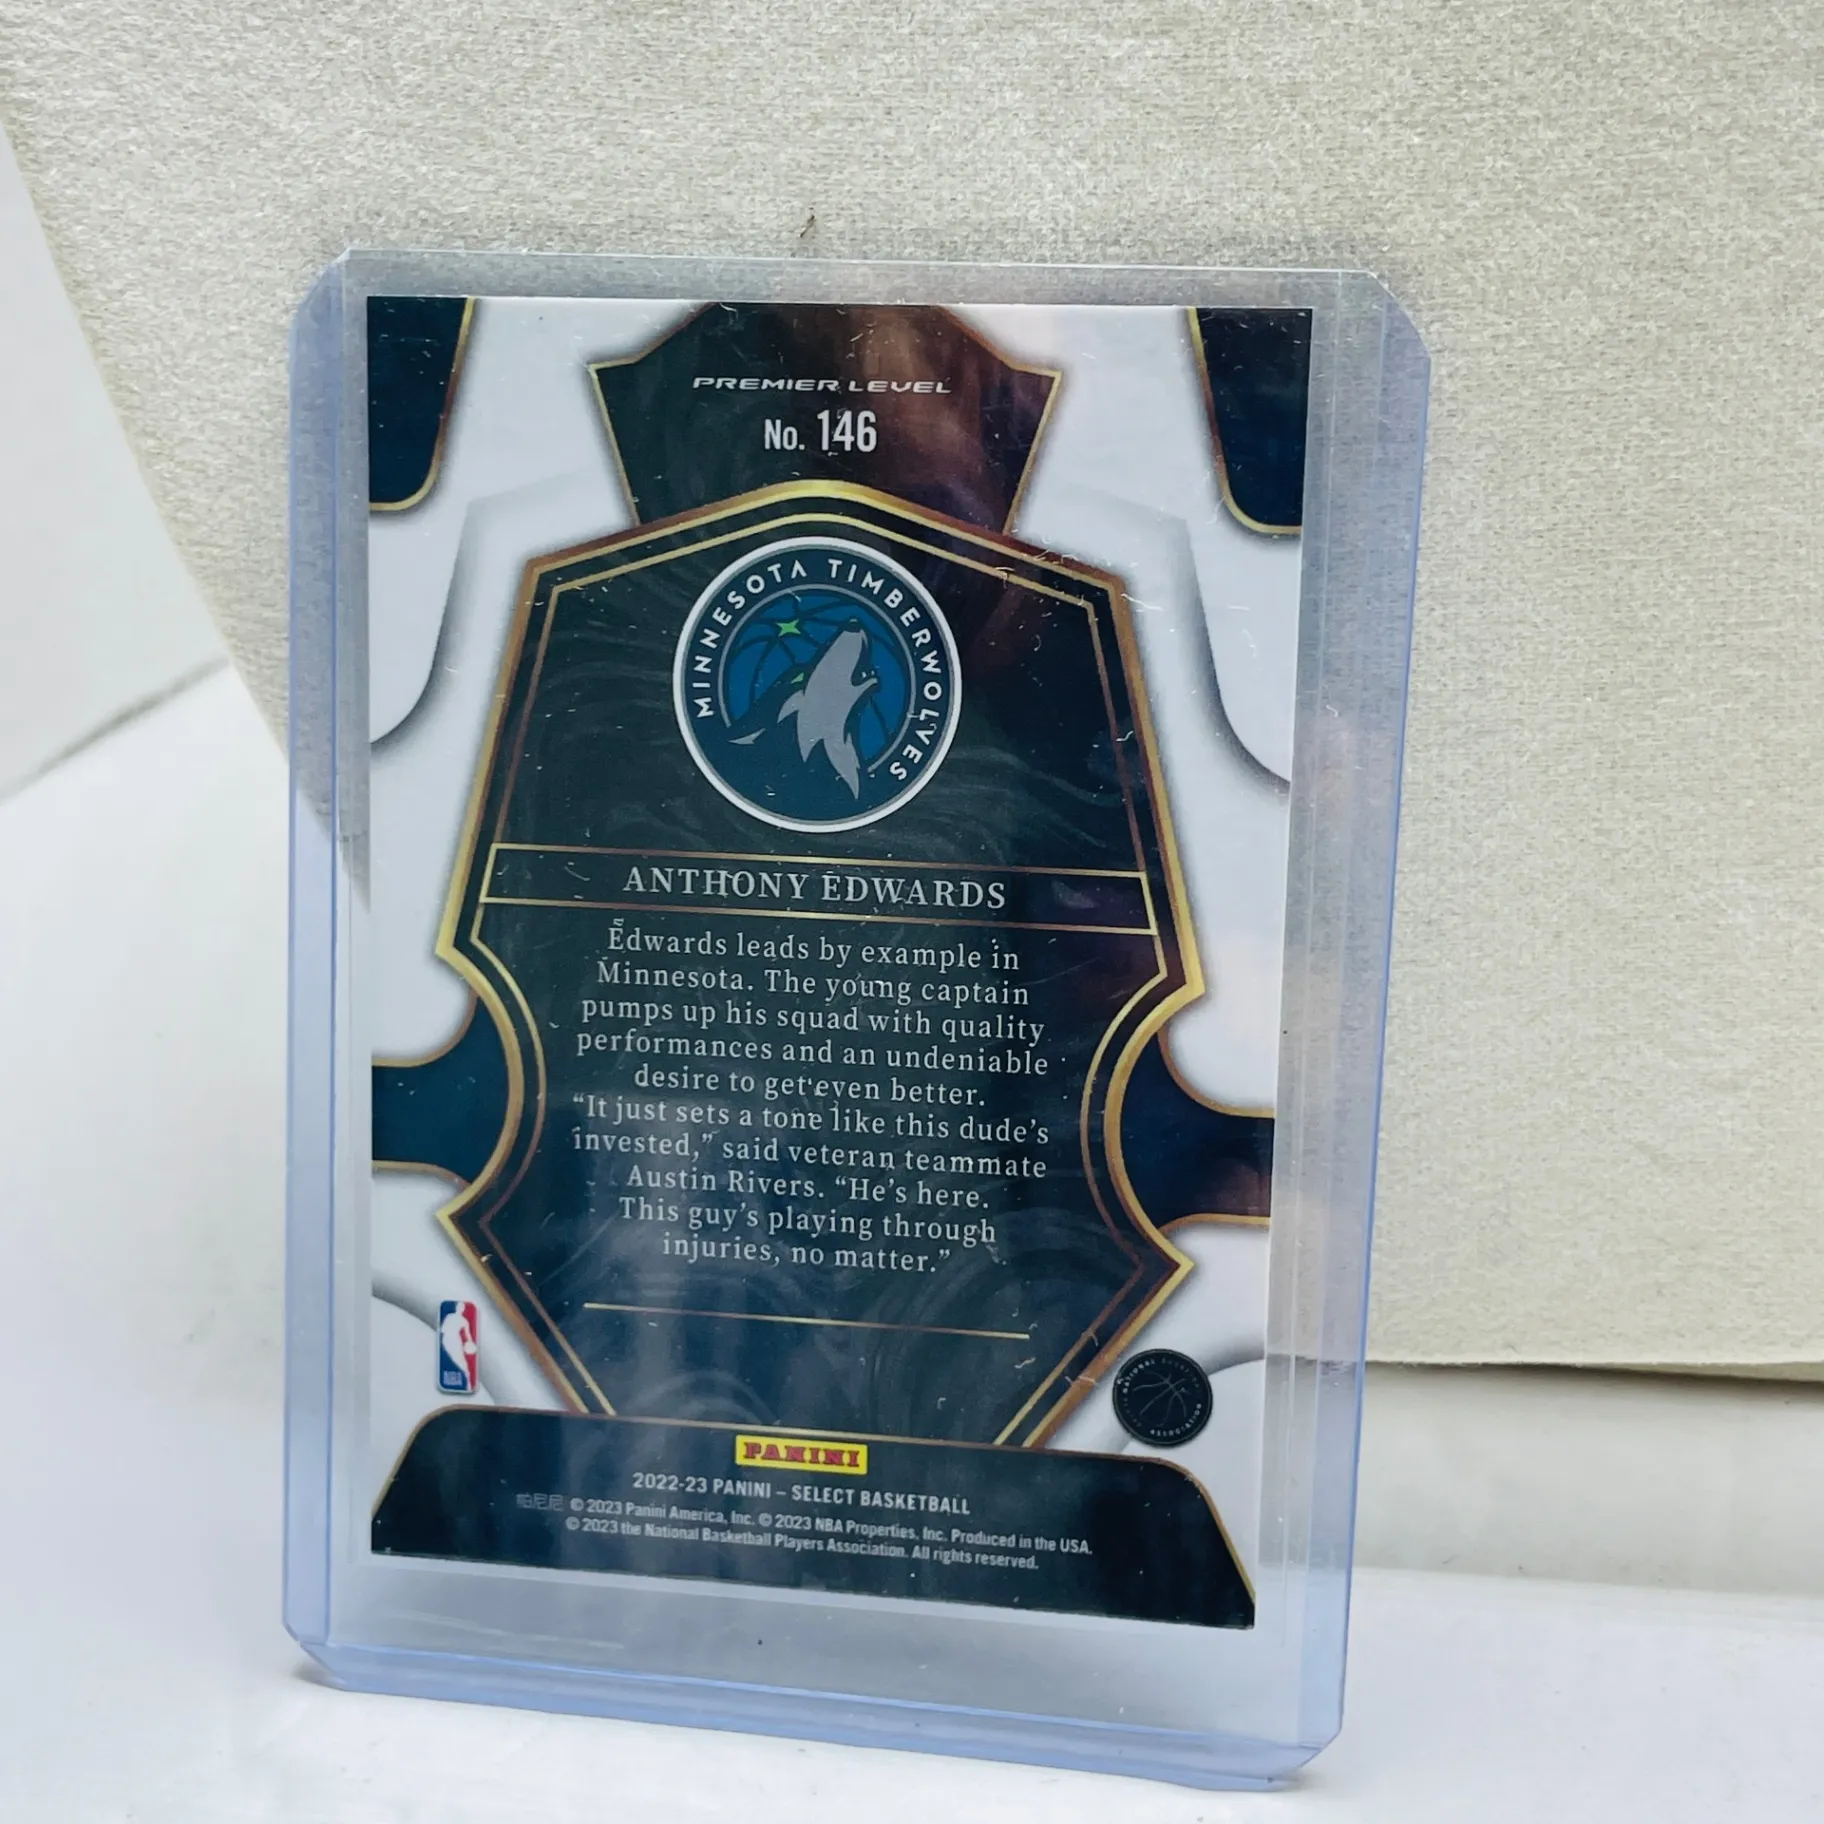 PREMIER LEVEL
No. 146
MINNESOTA TIMBERWOLVES
ANTHONY EDWARDS
Edwards leads by example in
Minnesota. The young captain
pumps up his squad with quality
performances and an undeniable
desire to get even better.
“It just sets a tone like this dude’s
invested,” said veteran teammate
Austin Rivers. “He’s here.
This guy’s playing through
injuries, no matter.”
NBA
PANINI
2022-23 PANINI – SELECT BASKETBALL
帕尼尼 © 2023 Panini America, Inc. © 2023 NBA Properties, Inc. Produced in the USA.
© 2023 the National Basketball Players Association. All rights reserved.